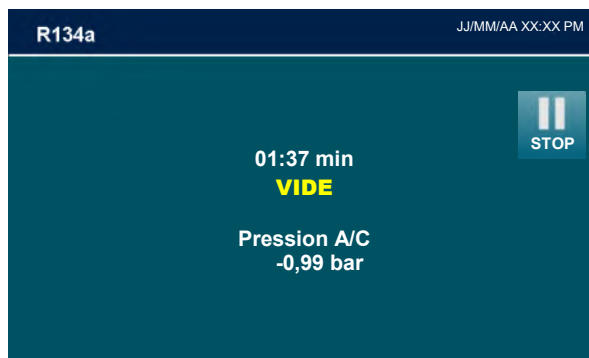 R134a
JJ/MM/AA XX:XX PM
STOP
01:37 min
VIDE
Pression A/C
-0,99 bar